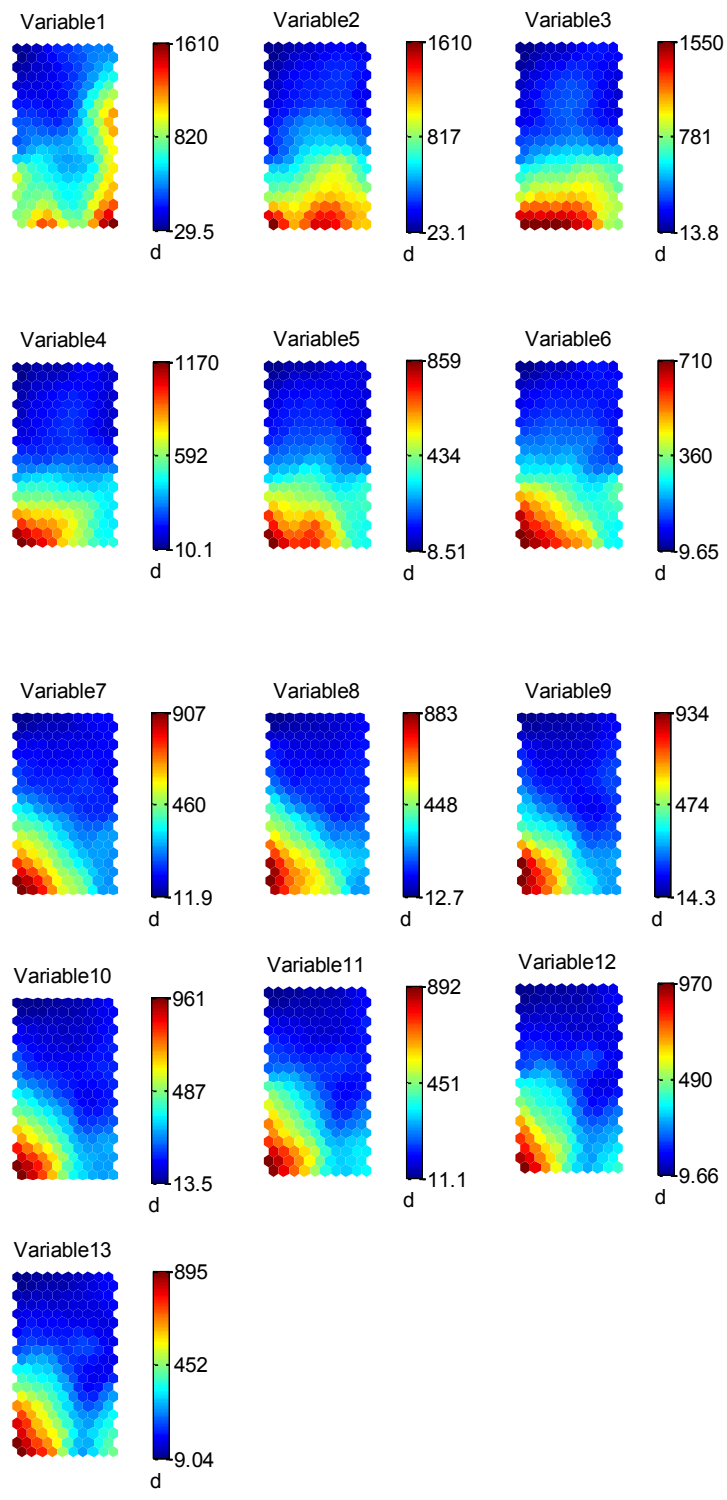 Variable1
1610
820
29.5
d
Variable2
1610
817
23.1
d
Variable3
1550
781
13.8
d
Variable4
1170
592
10.1
d
Variable5
859
434
8.51
d
Variable6
710
360
9.65
d
Variable7
907
460
11.9
d
Variable8
883
448
12.7
d
Variable9
934
474
14.3
d
Variable10
961
487
13.5
d
Variable11
892
451
11.1
d
Variable12
970
490
9.66
d
Variable13
895
452
9.04
d